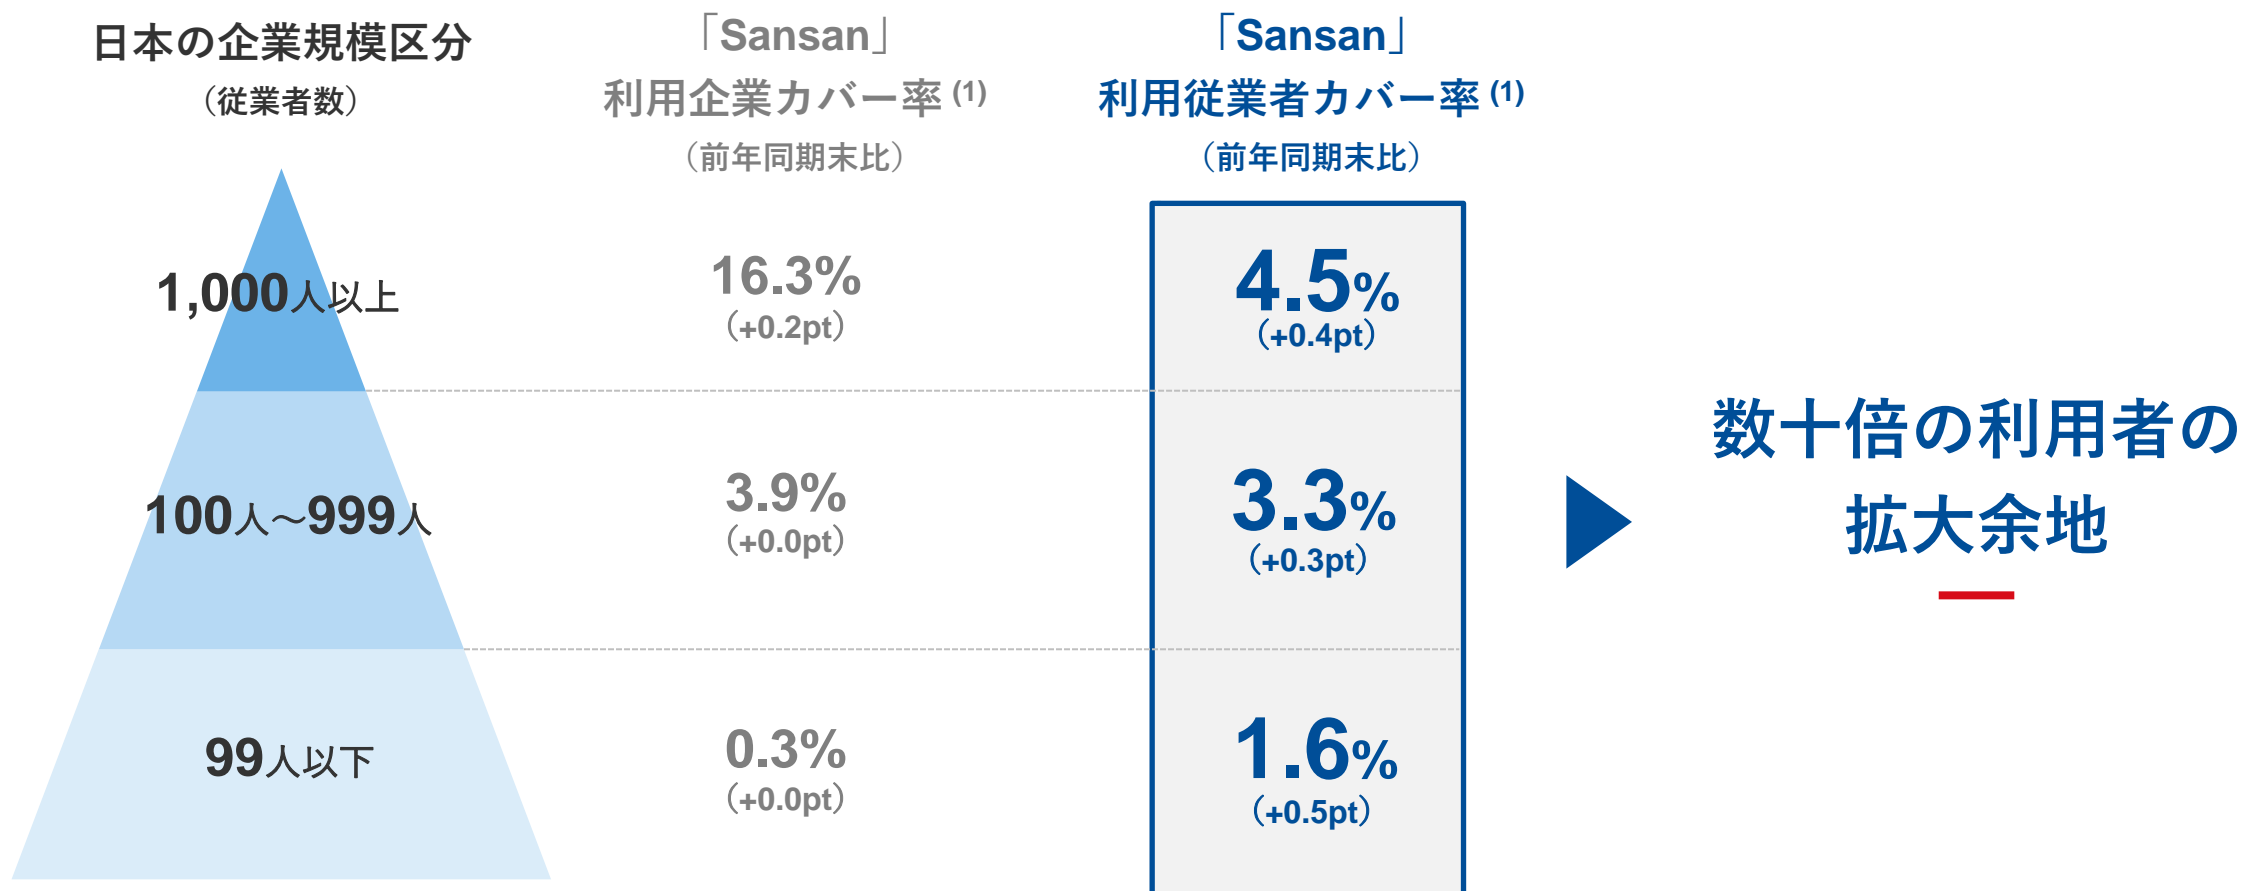 日本の企業規模区分
（従業者数）
「Sansan」
利用企業カバー率 (1)
（前年同期末比）
「Sansan」
利用従業者カバー率 (1)
（前年同期末比）
1,000人以上
16.3%
（+0.2pt）
4.5%
（+0.4pt）
100人～999人
3.9%
（+0.0pt）
3.3%
（+0.3pt）
99人以下
0.3%
（+0.0pt）
1.6%
（+0.5pt）
数十倍の利用者の
拡大余地